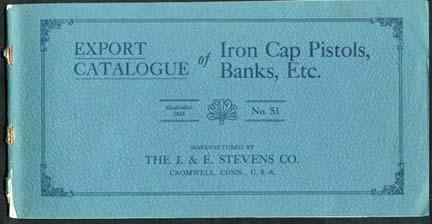 EXPORT CATALOGUE of Iron Cap Pistols, Banks, Etc.
No. 51
MANUFACTURED BY
THE J. & E. STEVENS CO.
CROMWELL, CONN., U. S. A.